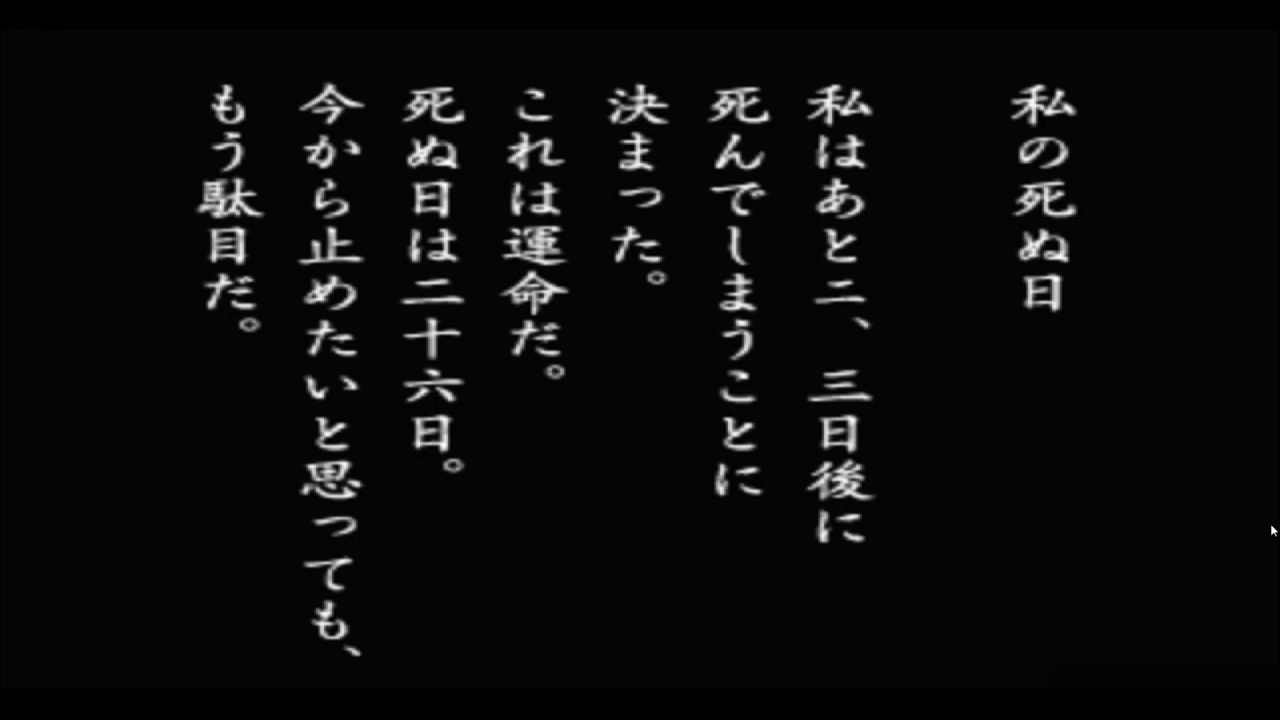 私の死ぬ日
私はあと二、三日後に
死んでしまうことに
決まった。
これは運命だ。
死ぬ日は二十六日。
今から止めたいと思っても、
もう駄目だ。